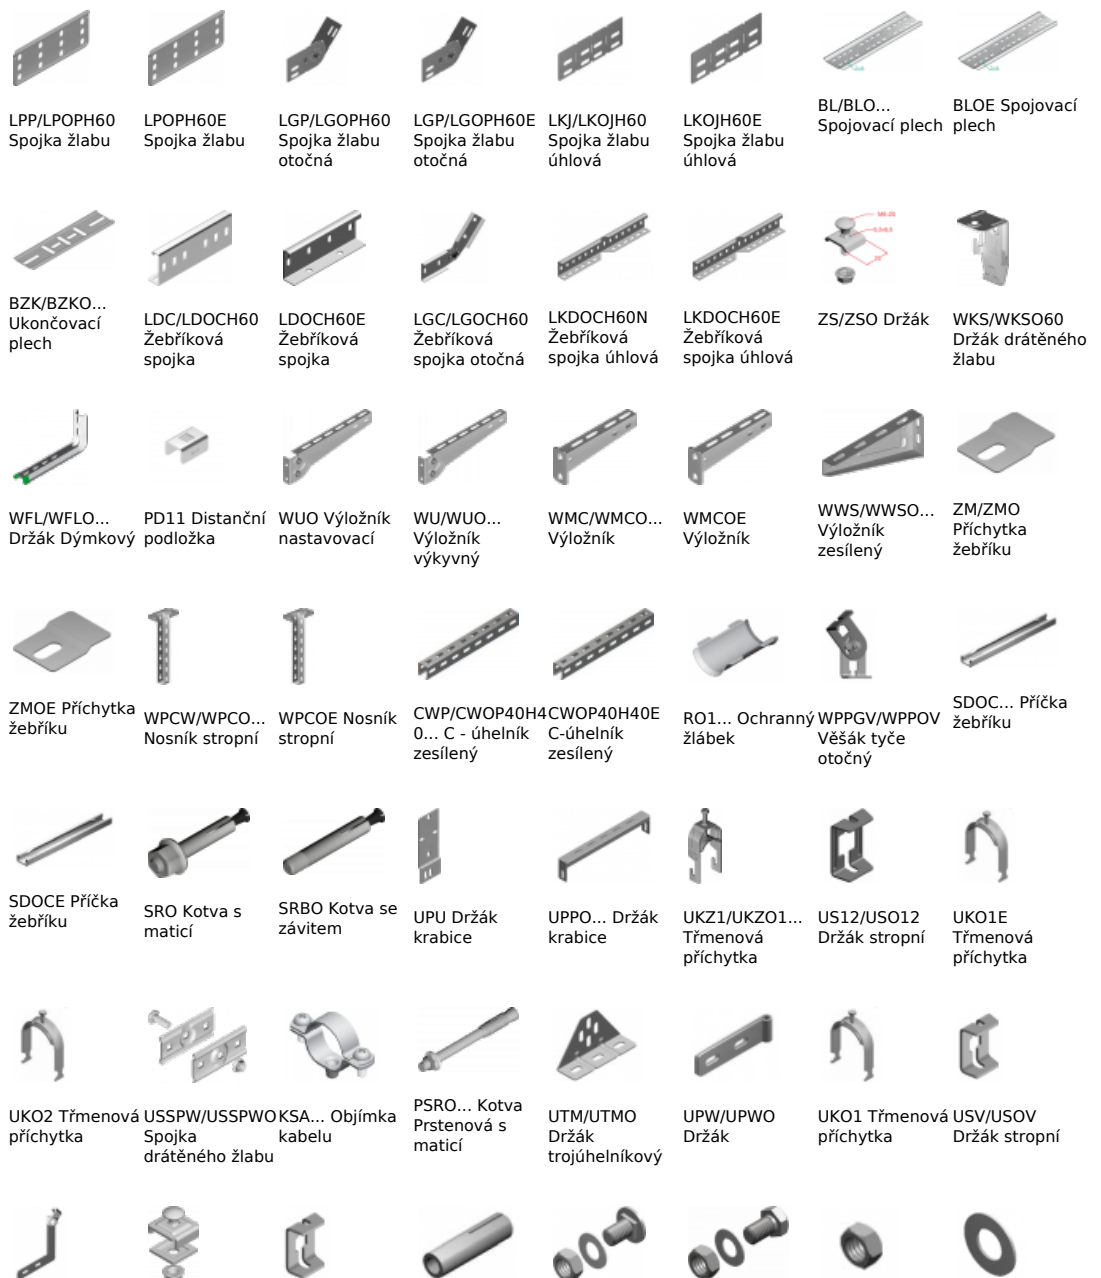 LPP/LPOPH60
Spojka žlabu
LPOPH60E
Spojka žlabu
LGP/LGOPH60
Spojka žlabu
otočná
LGP/LGOPH60E
Spojka žlabu
otočná
LKJ/LKOJH60
Spojka žlabu
úhlová
LKOJH60E
Spojka žlabu
úhlová
BL/BLO...
Spojovací plech
BLOE Spojovací
plech
BZK/BZKO...
Ukončovací
plech
LDC/LDOCH60
Žebříková
spojka
LDOCH60E
Žebříková
spojka
LGC/LGOCH60
Žebříková
spojka otočná
LKDOCH60N
Žebříková
spojka úhlová
LKDOCH60E
Žebříková
spojka úhlová
ZS/ZSO Držák
WKS/WKSO60
Držák drátěného
žlabu
WFL/WFLO...
Držák Dýmkový
PD11 Distanční
podložka
WUO Výložník
nastavovací
WU/WUO...
Výložník
výkyvný
WMC/WMCO...
Výložník
WMCOE
Výložník
WWS/WWSO...
Výložník
zesílený
ZM/ZMO
Příchytka
žebříku
ZMOE Příchytka
žebříku
WPCW/WPCO...
Nosník stropní
WPCOE Nosník
stropní
CWP/CWOP40H4
0... C - úhelník
zesílený
CWOP40H40E
C-úhelník
zesílený
RO1... Ochranný
žlábek
WPPGV/WPPOV
Věšák tyče
otočný
SDOC... Příčka
žebříku
SDOCE Příčka
žebříku
SRO Kotva s
maticí
SRBO Kotva se
závitem
UPU Držák
krabice
UPPO... Držák
krabice
UKZ1/UKZO1...
Třmenová
příchytka
US12/USO12
Držák stropní
UKO1E
Třmenová
příchytka
UKO2 Třmenová
příchytka
USSPW/USSPWO
Spojka
drátěného žlabu
KSA... Objímka
kabelu
PSRO... Kotva
Prstenová s
maticí
UTM/UTMO
Držák
trojúhelníkový
UPW/UPWO
Držák
UKO1 Třmenová
příchytka
USV/USOV
Držák stropní